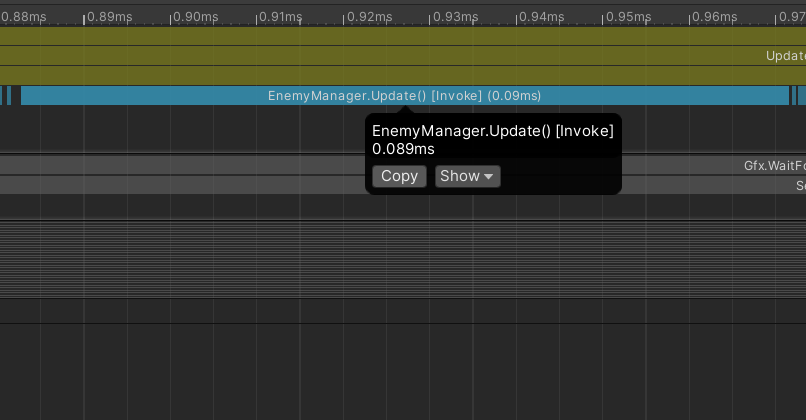 0.88ms 0.89ms 0.90ms 0.91ms 0.92ms 0.93ms 0.94ms 0.95ms 0.96ms 0.97
Update
EnemyManager.Update() [Invoke] (0.09ms)
EnemyManager.Update() [Invoke]
0.089ms
Gfx.WaitFo
Copy Show